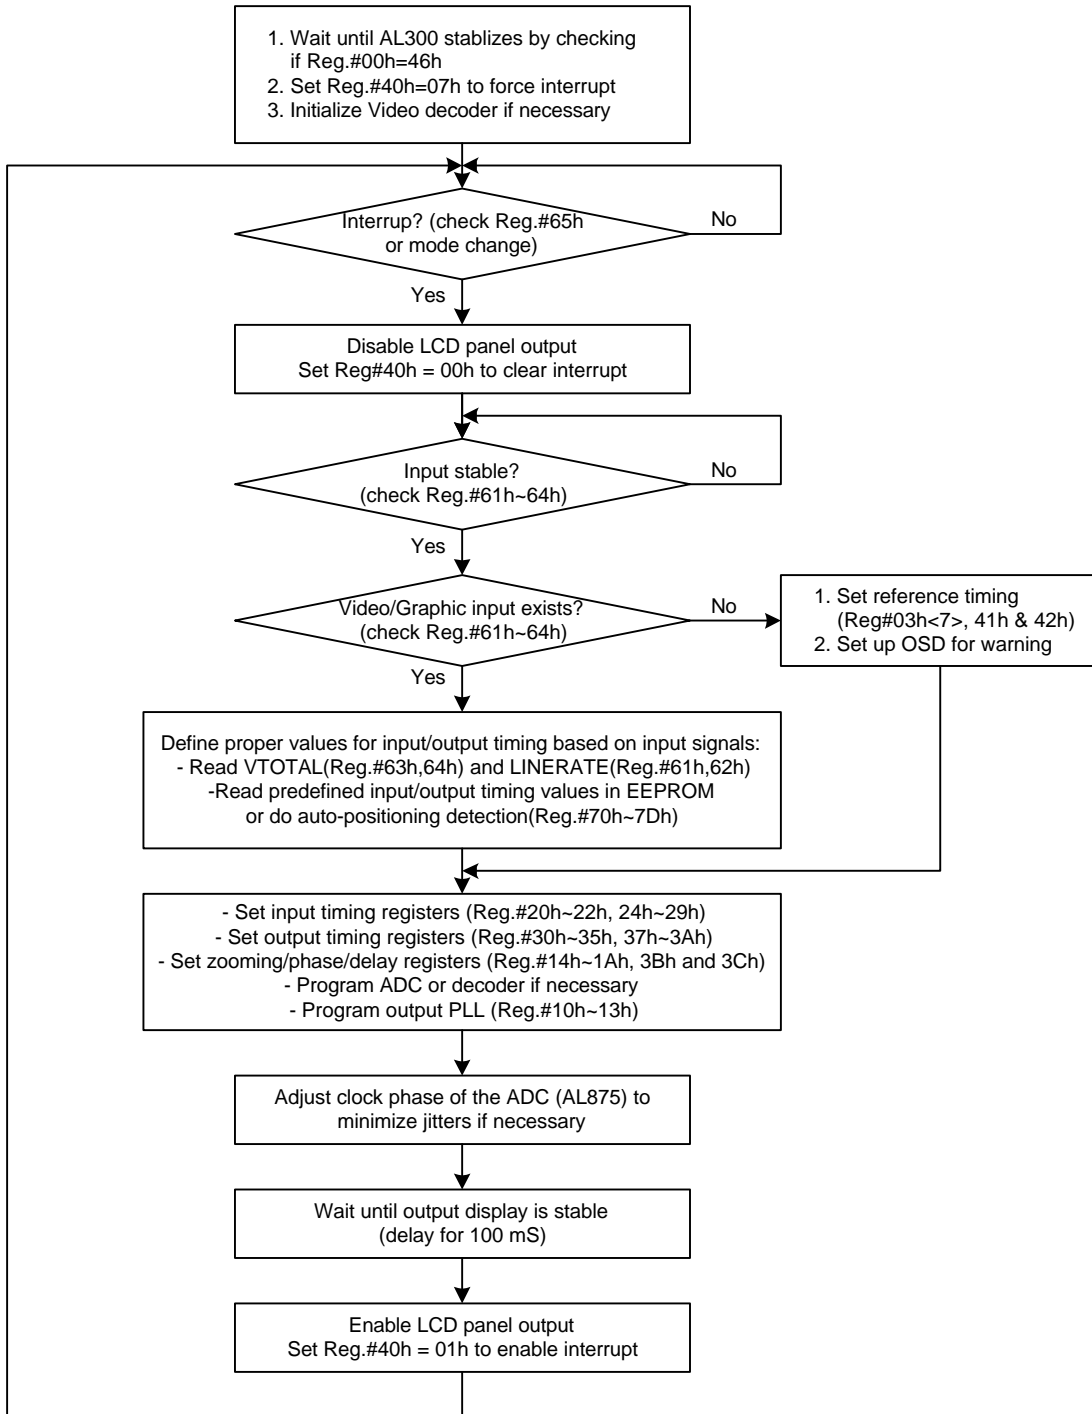 1. Wait until AL300 stablizes by checking
if Reg.#00h=46h
2. Set Reg.#40h=07h to force interrupt
3. Initialize Video decoder if necessary
Interrup? (check Reg.#65h
or mode change)
No
Yes
Disable LCD panel output
Set Reg#40h = 00h to clear interrupt
Input stable?
(check Reg.#61h~64h)
No
Yes
Video/Graphic input exists?
(check Reg.#61h~64h)
No
1. Set reference timing
(Reg#03h<7>, 41h & 42h)
2. Set up OSD for warning
Yes
Define proper values for input/output timing based on input signals:
- Read VTOTAL(Reg.#63h,64h) and LINERATE(Reg.#61h,62h)
-Read predefined input/output timing values in EEPROM
or do auto-positioning detection(Reg.#70h~7Dh)
- Set input timing registers (Reg.#20h~22h, 24h~29h)
- Set output timing registers (Reg.#30h~35h, 37h~3Ah)
- Set zooming/phase/delay registers (Reg.#14h~1Ah, 3Bh and 3Ch)
- Program ADC or decoder if necessary
- Program output PLL (Reg.#10h~13h)
Adjust clock phase of the ADC (AL875) to
minimize jitters if necessary
Wait until output display is stable
(delay for 100 mS)
Enable LCD panel output
Set Reg.#40h = 01h to enable interrupt